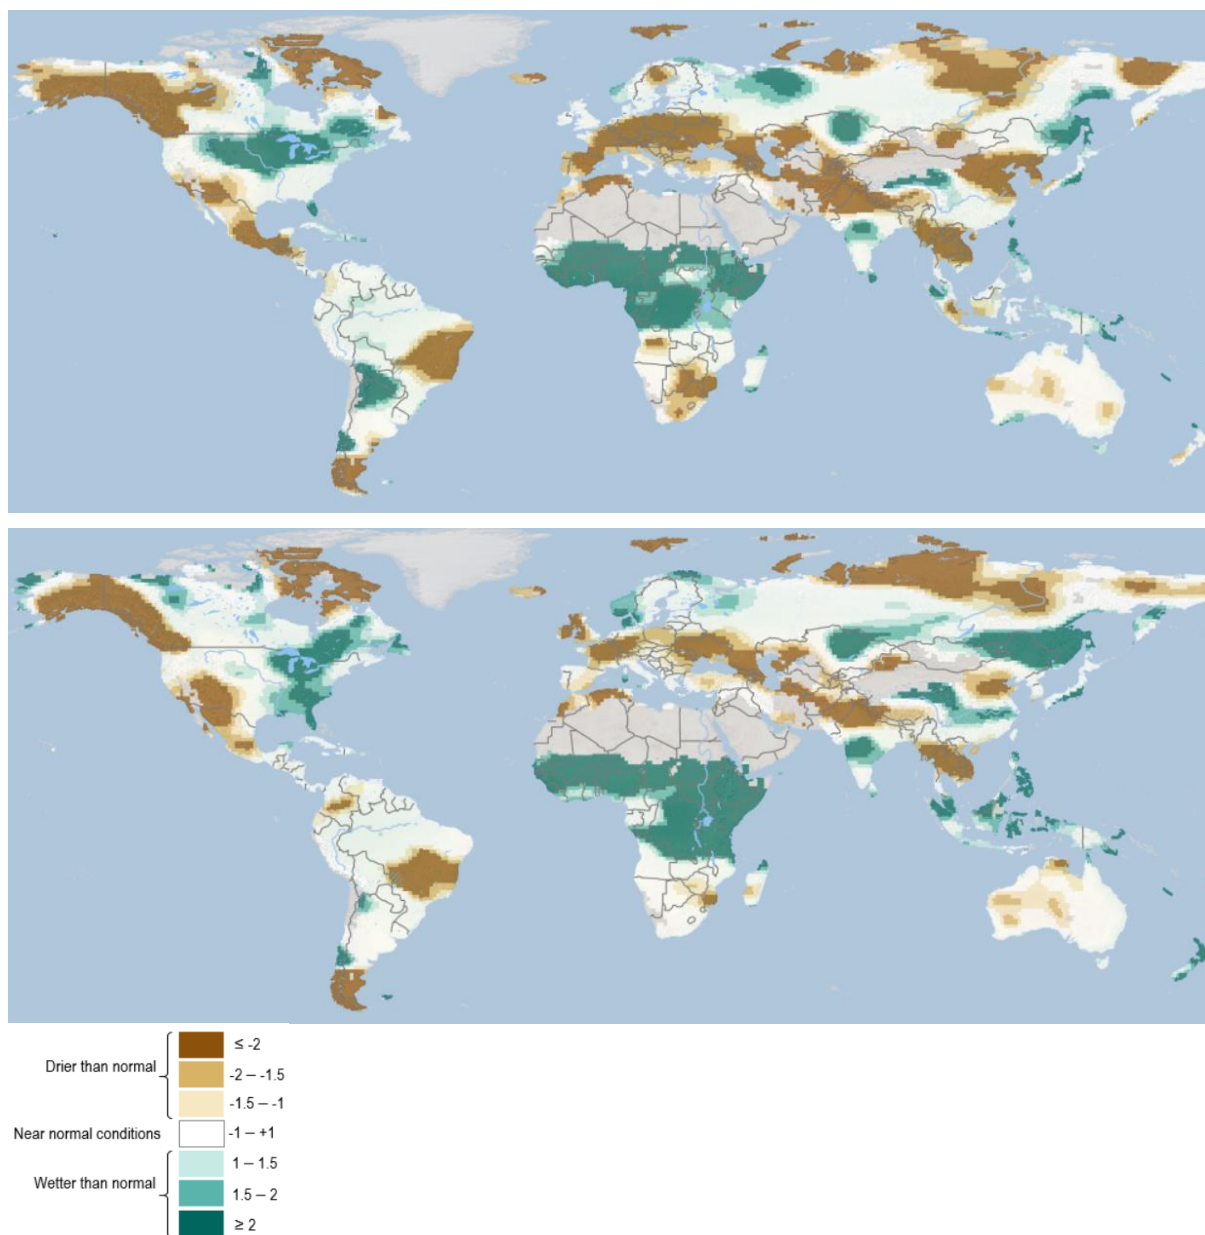 ≤ -2
Drier than normal
-2 – -1.5
-1.5 – -1
Near normal conditions
-1 – +1
1 – 1.5
Wetter than normal
1.5 – 2
≥ 2